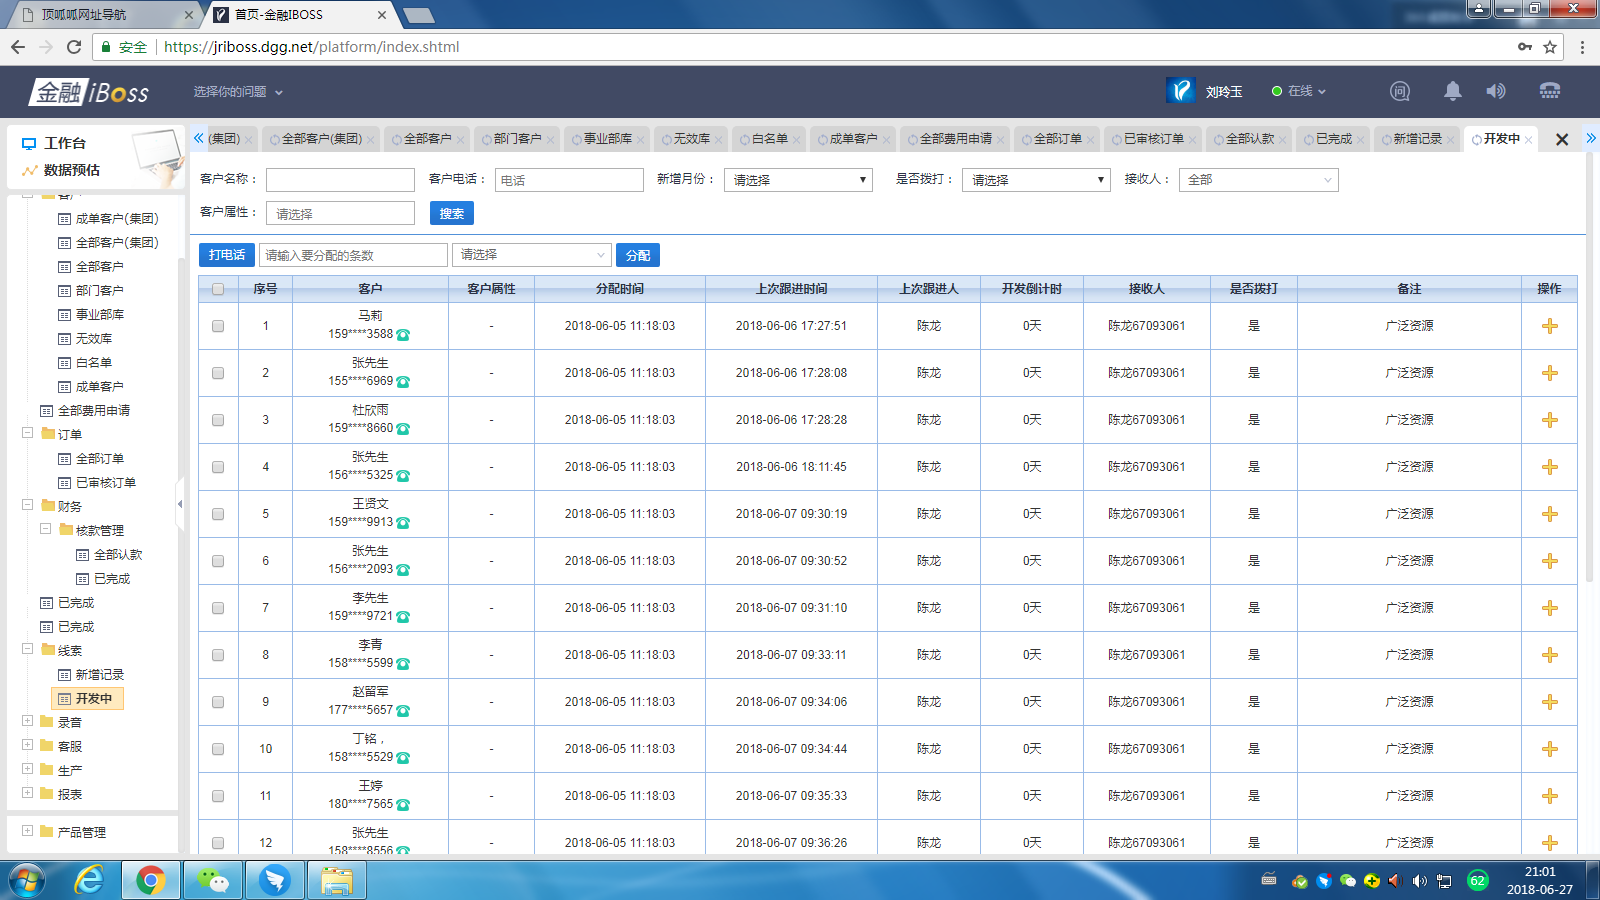 顶呱呱网址导航
首页-金融IBOSS
安全
https://jriboss.dgg.net/platform/index.shtml
金融iBoss
选择你的问题
刘玲玉
在线
问
工作台
数据预估
(集团)
全部客户(集团)
全部客户
部门客户
事业部库
无效库
白名单
成单客户
全部费用申请
全部订单
已审核订单
全部认款
已完成
新增记录
开发中
客户
成单客户(集团)
全部客户(集团)
全部客户
部门客户
事业部库
无效库
白名单
成单客户
全部费用申请
订单
全部订单
已审核订单
财务
核款管理
全部认款
已完成
已完成
已完成
线索
新增记录
开发中
录音
客服
生产
报表
产品管理
客户名称：
客户电话： 电话
新增月份： 请选择
是否拨打： 请选择
接收人： 全部
客户属性： 请选择
搜索
打电话 请输入要分配的条数 请选择 分配
序号 客户 客户属性 分配时间 上次跟进时间 上次跟进人 开发倒计时 接收人 是否拨打 备注 操作
1 马莉 159****3588 - 2018-06-05 11:18:03 2018-06-06 17:27:51 陈龙 0天 陈龙67093061 是 广泛资源
2 张先生 155****6969 - 2018-06-05 11:18:03 2018-06-06 17:28:08 陈龙 0天 陈龙67093061 是 广泛资源
3 杜欣雨 159****8660 - 2018-06-05 11:18:03 2018-06-06 17:28:28 陈龙 0天 陈龙67093061 是 广泛资源
4 张先生 156****5325 - 2018-06-05 11:18:03 2018-06-06 18:11:45 陈龙 0天 陈龙67093061 是 广泛资源
5 王贤文 159****9913 - 2018-06-05 11:18:03 2018-06-07 09:30:19 陈龙 0天 陈龙67093061 是 广泛资源
6 张先生 156****2093 - 2018-06-05 11:18:03 2018-06-07 09:30:52 陈龙 0天 陈龙67093061 是 广泛资源
7 李先生 159****9721 - 2018-06-05 11:18:03 2018-06-07 09:31:10 陈龙 0天 陈龙67093061 是 广泛资源
8 李青 158****5599 - 2018-06-05 11:18:03 2018-06-07 09:33:11 陈龙 0天 陈龙67093061 是 广泛资源
9 赵留军 177****5657 - 2018-06-05 11:18:03 2018-06-07 09:34:06 陈龙 0天 陈龙67093061 是 广泛资源
10 丁铭， 158****5529 - 2018-06-05 11:18:03 2018-06-07 09:34:44 陈龙 0天 陈龙67093061 是 广泛资源
11 王婷 180****7565 - 2018-06-05 11:18:03 2018-06-07 09:35:33 陈龙 0天 陈龙67093061 是 广泛资源
12 张先生 158****8556 - 2018-06-05 11:18:03 2018-06-07 09:36:26 陈龙 0天 陈龙67093061 是 广泛资源
62
21:01
2018-06-27